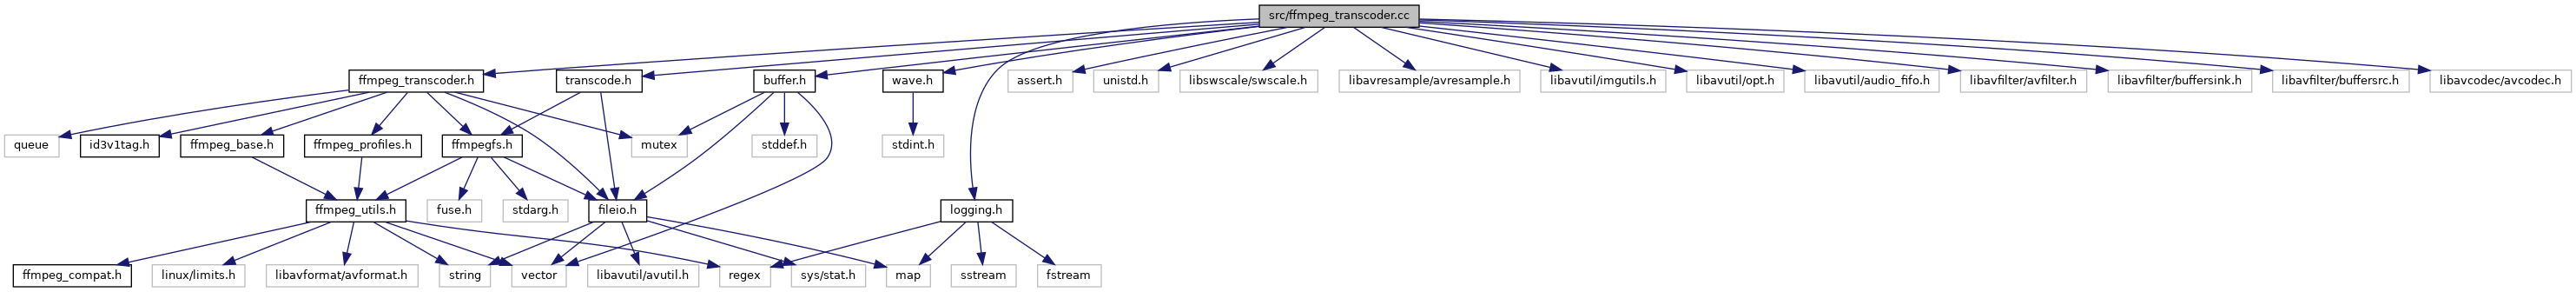 src/ffmpeg_transcoder.cc
ffmpeg_transcoder.h
transcode.h
buffer.h
wave.h
assert.h
unistd.h
libswscale/swscale.h
libavresample/avresample.h
libavutil/imgutils.h
libavutil/opt.h
libavutil/audio_fifo.h
libavfilter/avfilter.h
libavfilter/buffersink.h
libavfilter/buffersrc.h
libavcodec/avcodec.h
queue
id3v1tag.h
ffmpeg_base.h
ffmpeg_profiles.h
ffmpegfs.h
mutex
stddef.h
stdint.h
ffmpeg_utils.h
fuse.h
stdarg.h
fileio.h
logging.h
ffmpeg_compat.h
linux/limits.h
libavformat/avformat.h
string
vector
libavutil/avutil.h
regex
sys/stat.h
map
sstream
fstream